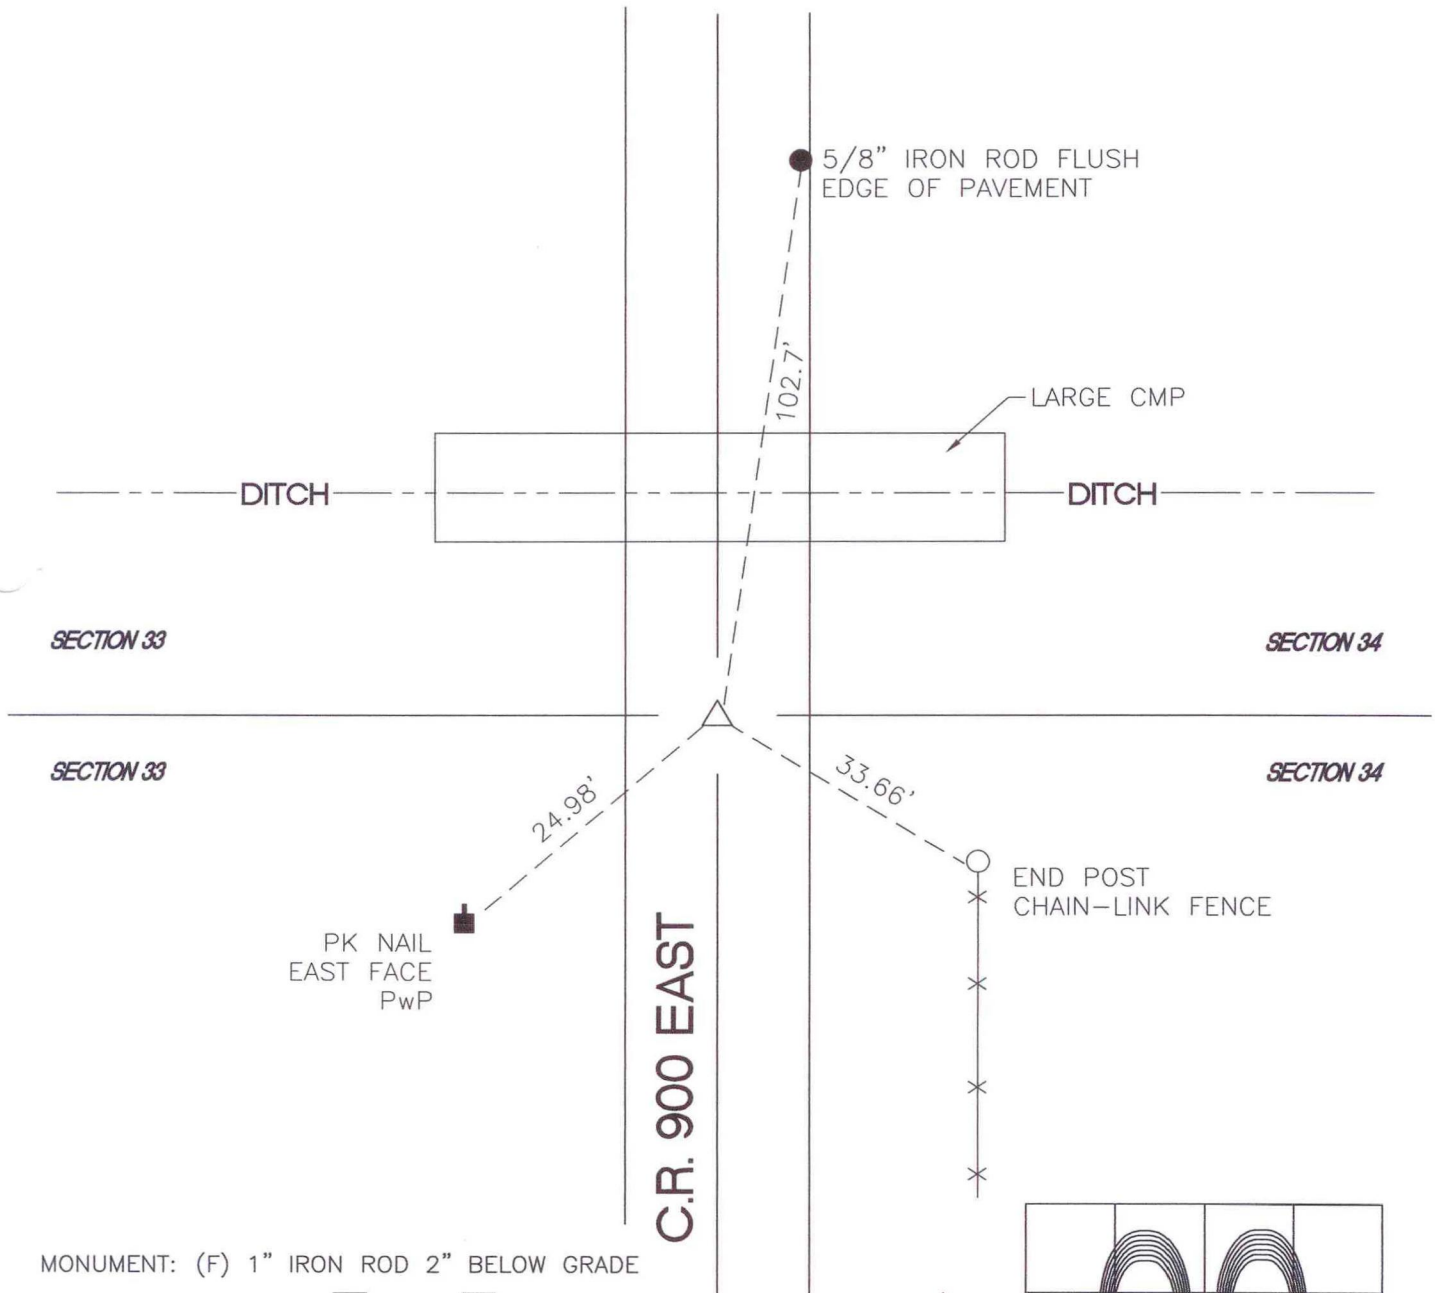 5/8" IRON ROD FLUSH
EDGE OF PAVEMENT
102.7'
LARGE CMP
DITCH
DITCH
SECTION 33
SECTION 34
SECTION 33
SECTION 34
24.98'
33.66'
END POST
CHAIN-LINK FENCE
PK NAIL
EAST FACE
PwP
C.R. 900 EAST
MONUMENT: (F) 1" IRON ROD 2" BELOW GRADE